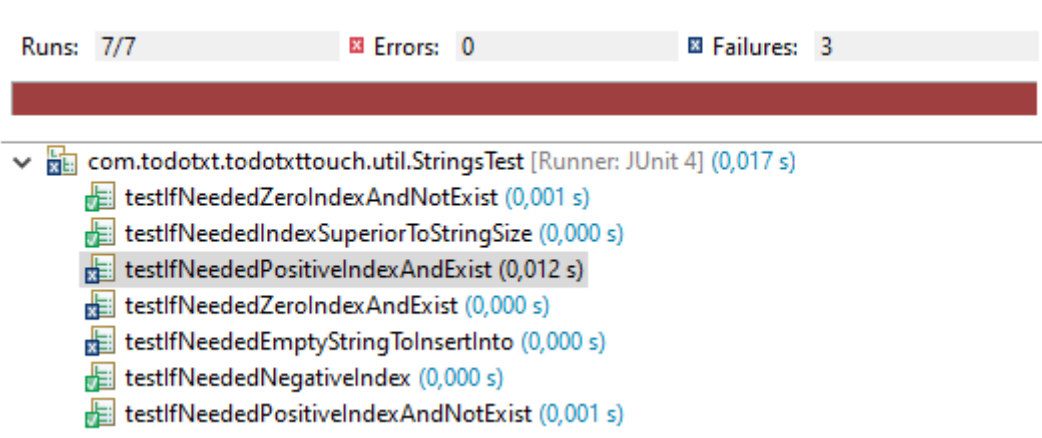 Runs: 7/7 Errors: 0 Failures: 3
com.todotxt.todotxttouch.util.StringsTest [Runner: JUnit 4] (0,017 s)
testIfNeededZeroIndexAndNotExist (0,001 s)
testIfNeededIndexSuperiorToStringSize (0,000 s)
testIfNeededPositiveIndexAndExist (0,012 s)
testIfNeededZeroIndexAndExist (0,000 s)
testIfNeededEmptyStringToInsertInto (0,000 s)
testIfNeededNegativeIndex (0,000 s)
testIfNeededPositiveIndexAndNotExist (0,001 s)